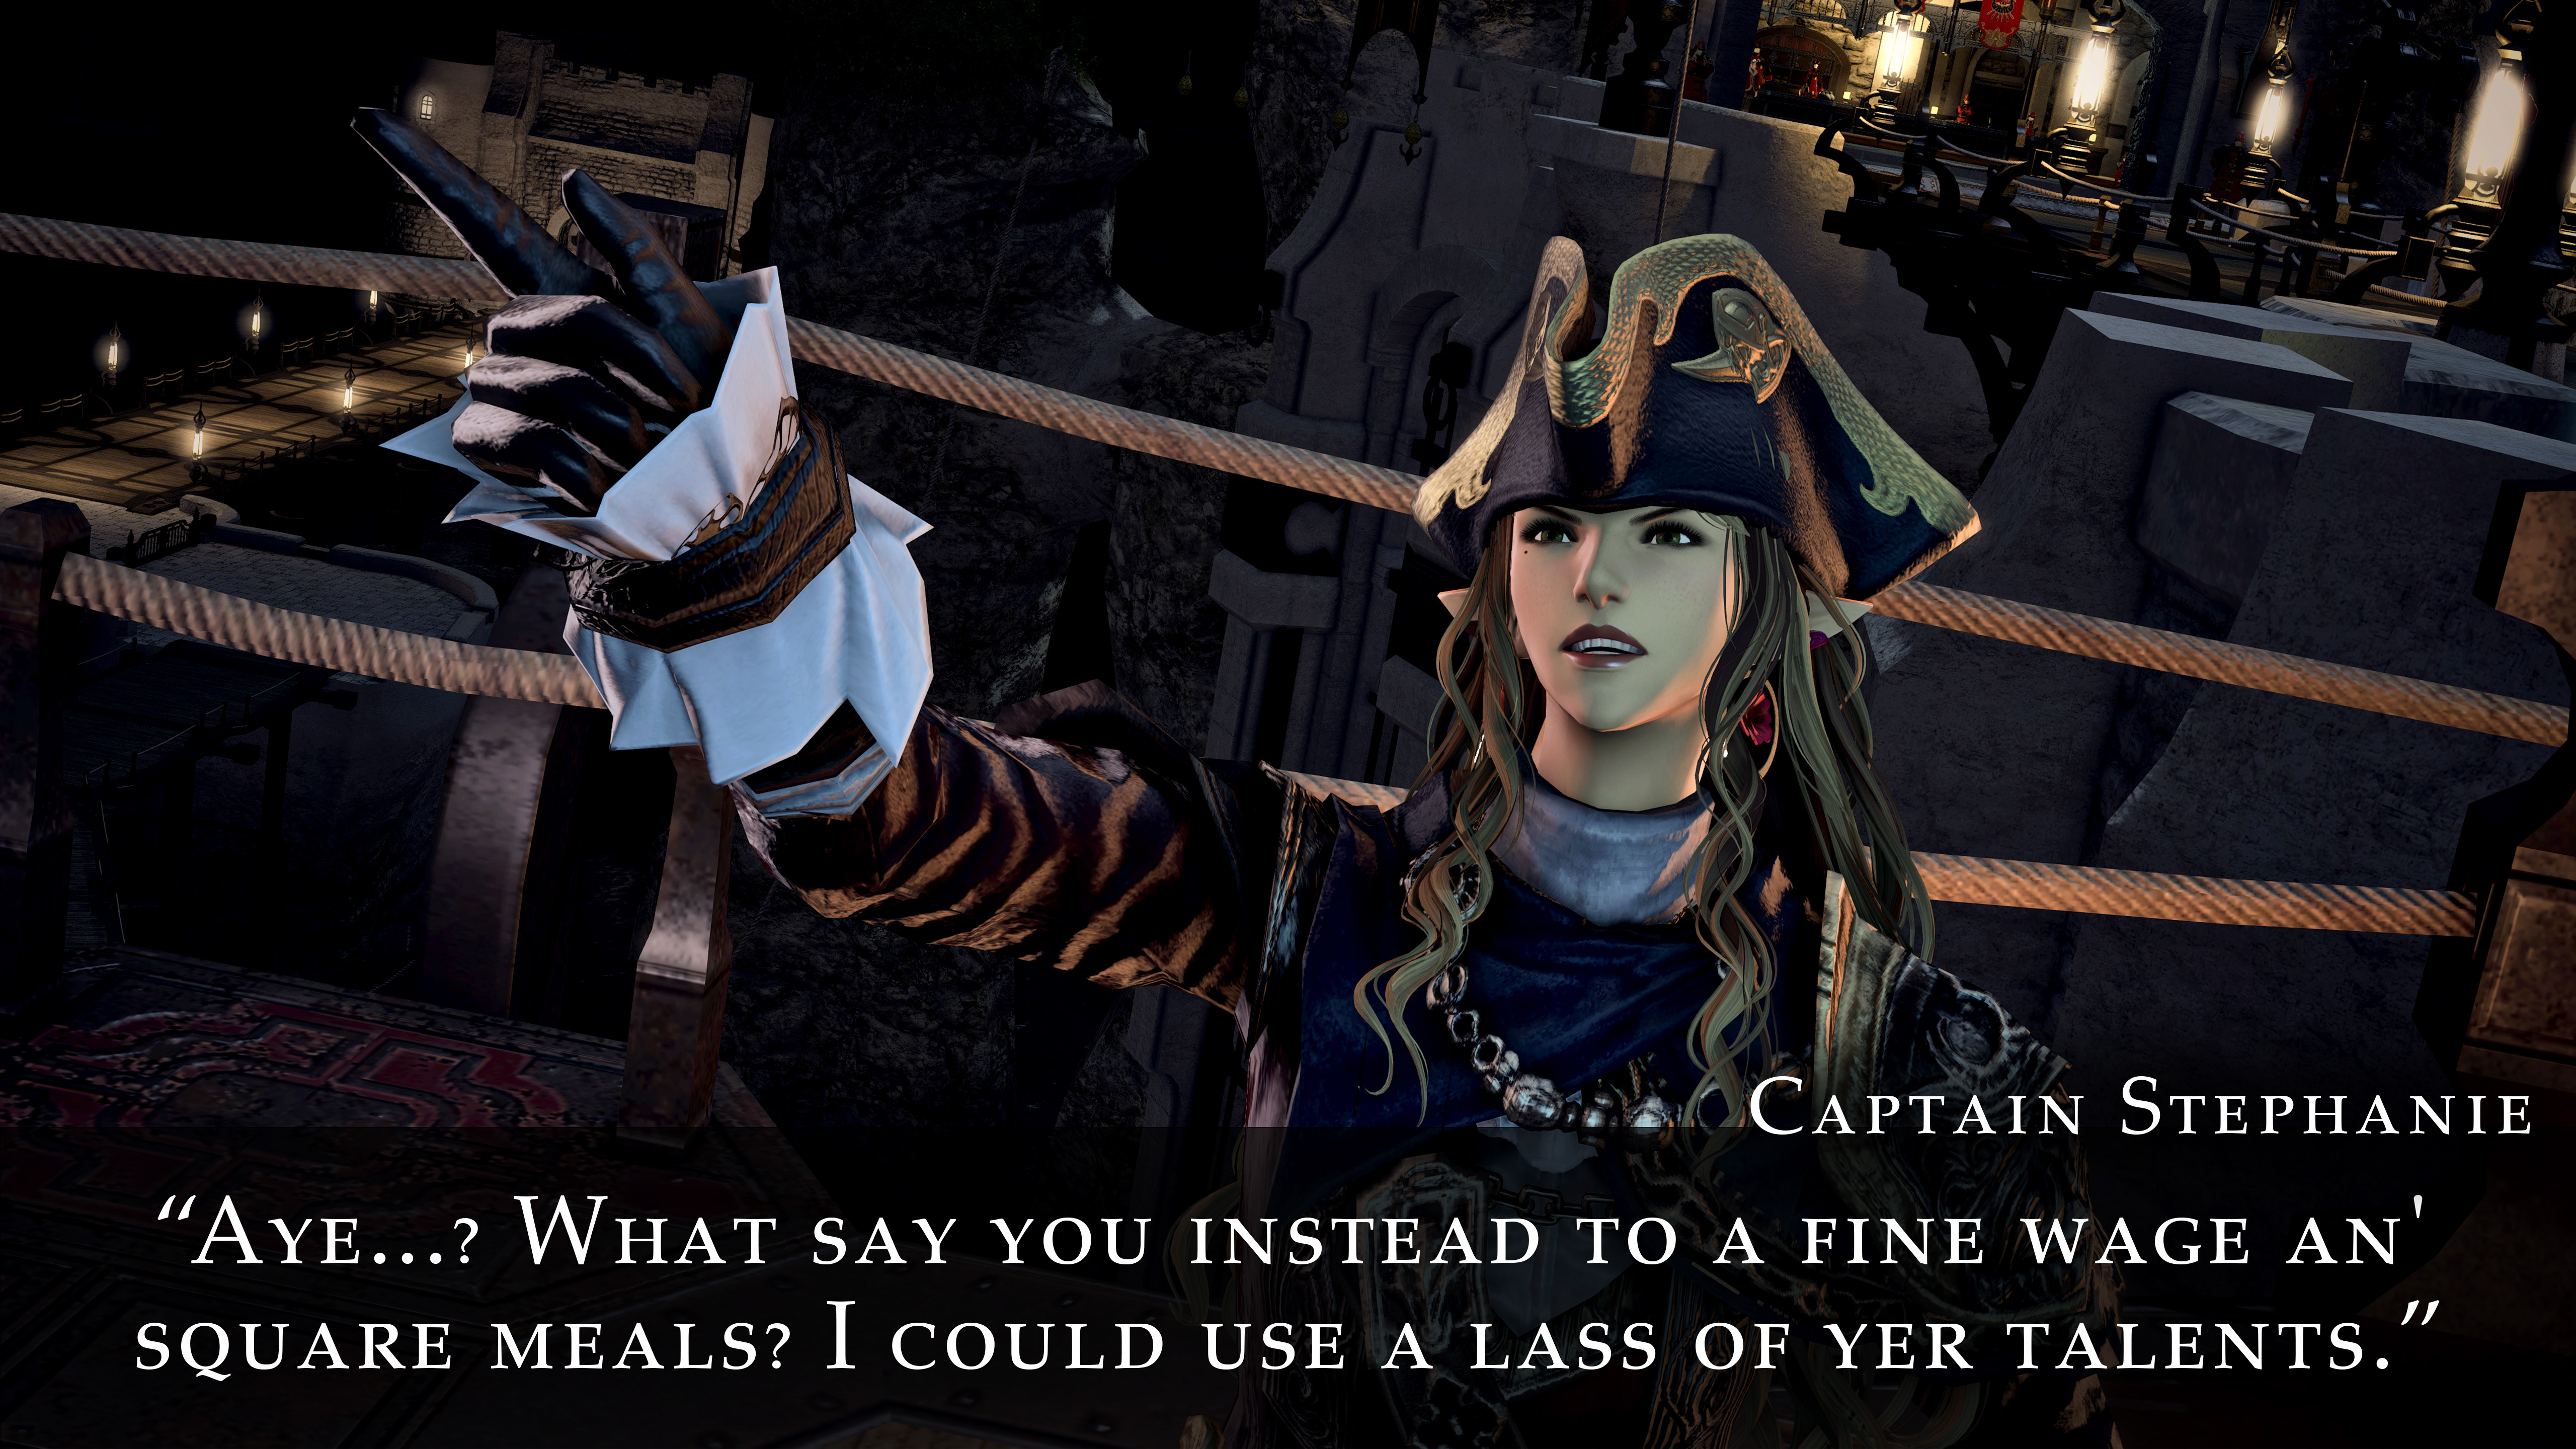 Captain Stephanie
“Aye...? What say you instead to a fine wage an'
square meals? I could use a lass of yer talents.”